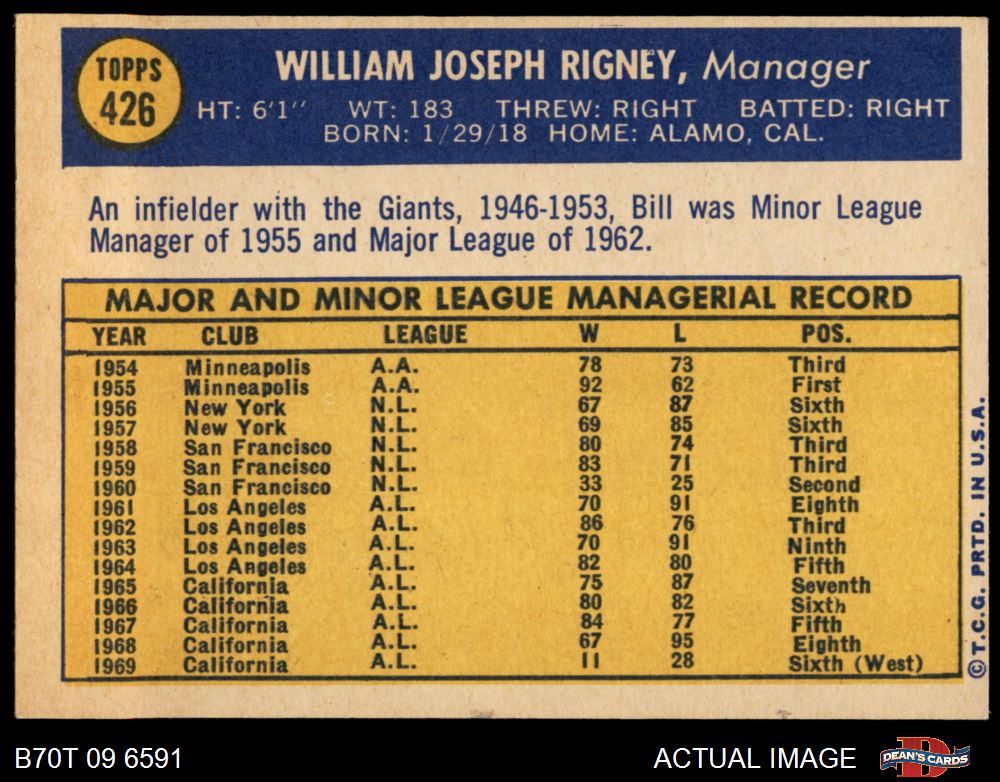 TOPPS
426
WILLIAM JOSEPH RIGNEY, Manager
HT: 6'1'' WT: 183 THREW: RIGHT BATTED: RIGHT
BORN: 1/29/18 HOME: ALAMO, CAL.
An infielder with the Giants, 1946-1953, Bill was Minor League
Manager of 1955 and Major League of 1962.
MAJOR AND MINOR LEAGUE MANAGERIAL RECORD
YEAR CLUB LEAGUE W L POS.
1954 Minneapolis A.A. 78 73 Third
1955 Minneapolis A.A. 92 62 First
1956 New York N.L. 67 87 Sixth
1957 New York N.L. 69 85 Sixth
1958 San Francisco N.L. 80 74 Third
1959 San Francisco N.L. 83 71 Third
1960 San Francisco N.L. 33 25 Second
1961 Los Angeles A.L. 70 91 Eighth
1962 Los Angeles A.L. 86 76 Third
1963 Los Angeles A.L. 70 91 Ninth
1964 Los Angeles A.L. 82 80 Fifth
1965 California A.L. 75 87 Seventh
1966 California A.L. 80 82 Sixth
1967 California A.L. 84 77 Fifth
1968 California A.L. 67 95 Eighth
1969 California A.L. 11 28 Sixth (West)
©T.C.G. PRTD. IN U.S.A.
B70T 09 6591
ACTUAL IMAGE
D
DEAN'S CARDS